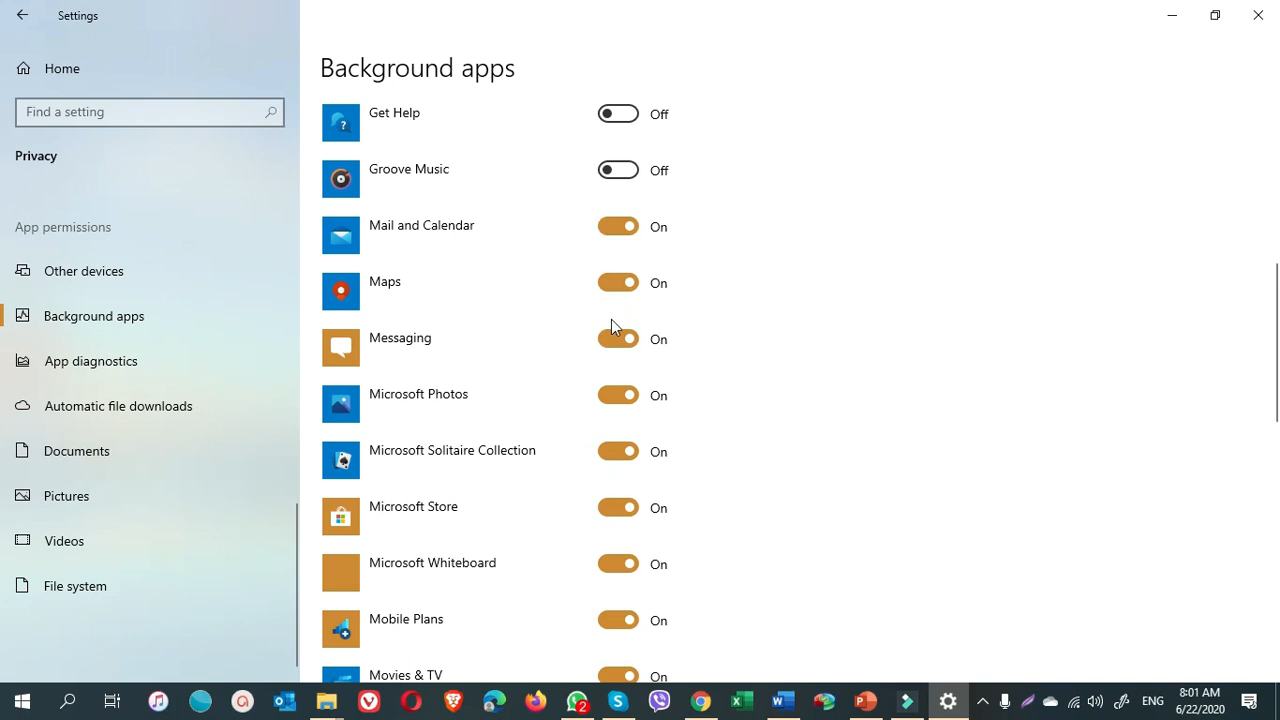 Settings
Home
Find a setting
Privacy
App permissions
Other devices
Background apps
App diagnostics
Automatic file downloads
Documents
Pictures
Videos
File system
Background apps
Get Help Off
Groove Music Off
Mail and Calendar On
Maps On
Messaging On
Microsoft Photos On
Microsoft Solitaire Collection On
Microsoft Store On
Microsoft Whiteboard On
Mobile Plans On
Movies & TV On
2
ENG
8:01 AM
6/22/2020